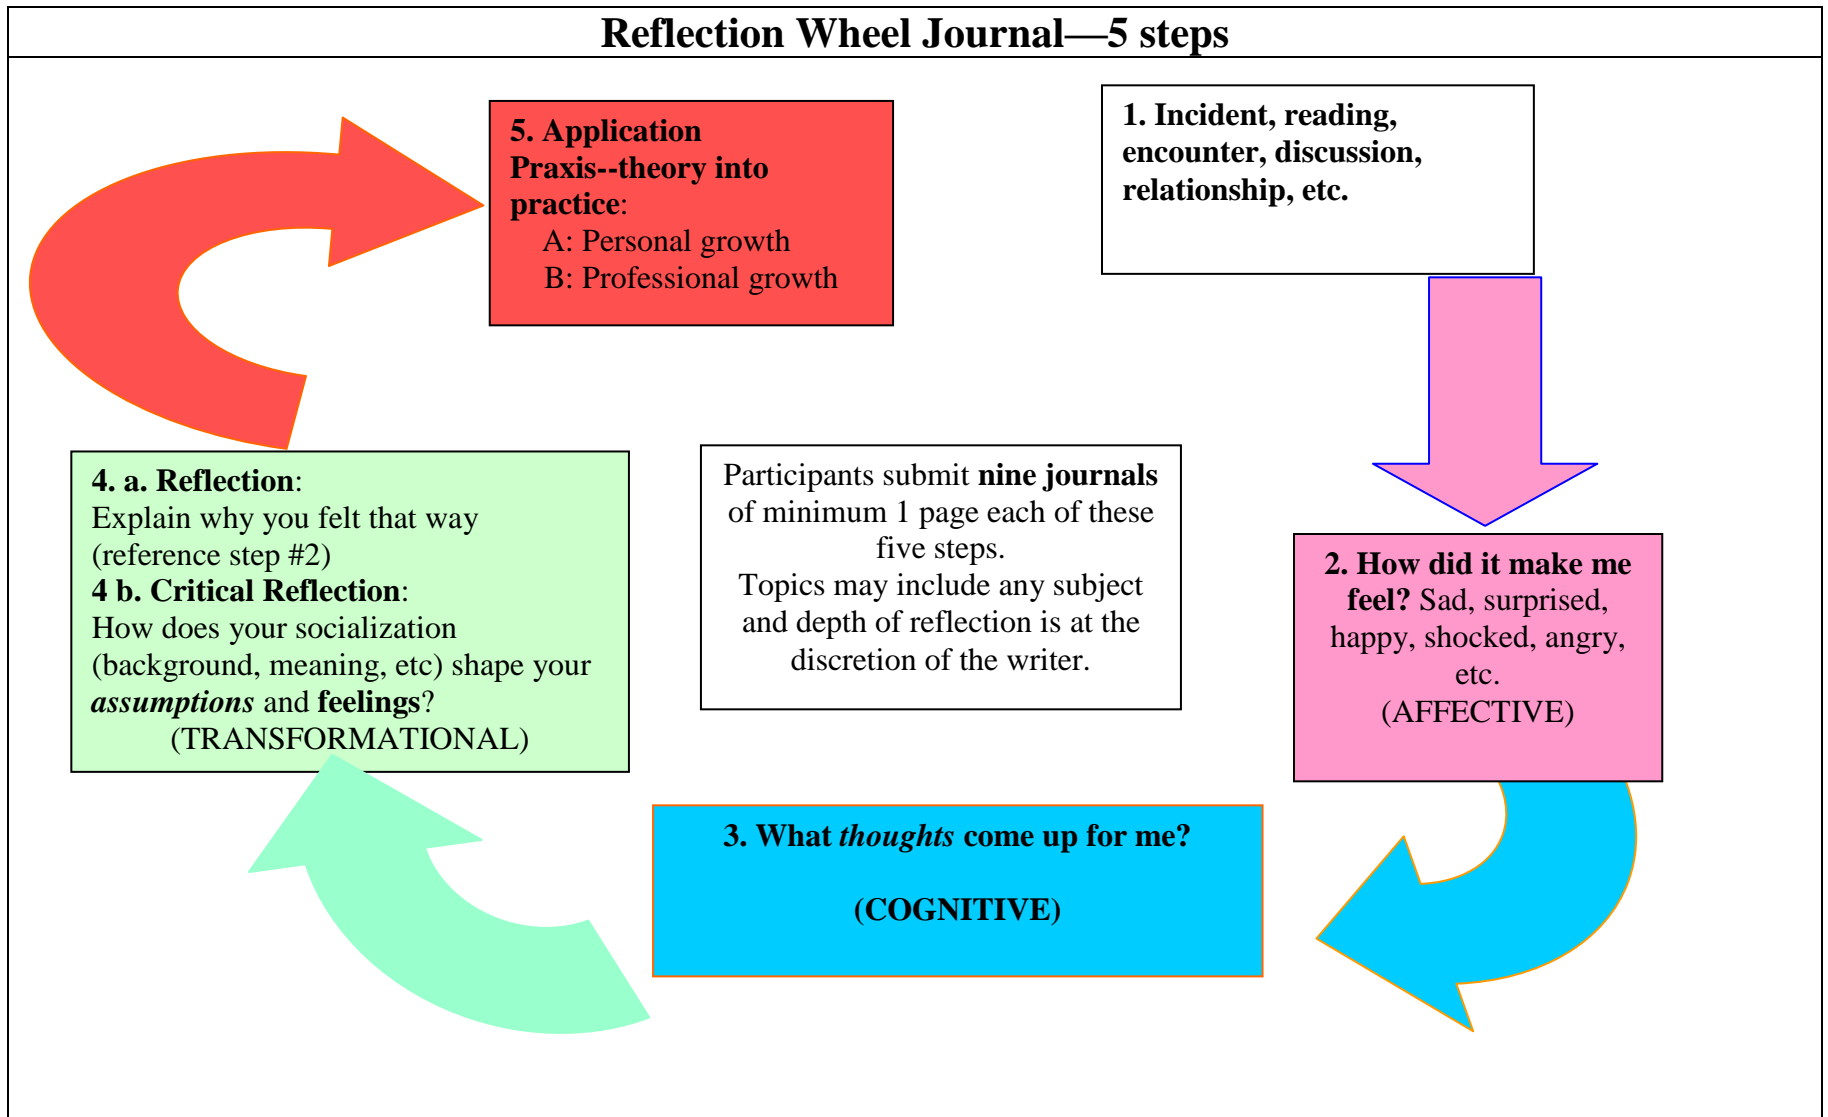 Reflection Wheel Journal—5 steps
1. Incident, reading,
encounter, discussion,
relationship, etc.
2. How did it make me
feel? Sad, surprised,
happy, shocked, angry,
etc.
(AFFECTIVE)
3. What thoughts come up for me?
(COGNITIVE)
4. a. Reflection:
Explain why you felt that way
(reference step #2)
4 b. Critical Reflection:
How does your socialization
(background, meaning, etc) shape your
assumptions and feelings?
(TRANSFORMATIONAL)
5. Application
Praxis--theory into
practice:
A: Personal growth
B: Professional growth
Participants submit nine journals
of minimum 1 page each of these
five steps.
Topics may include any subject
and depth of reflection is at the
discretion of the writer.